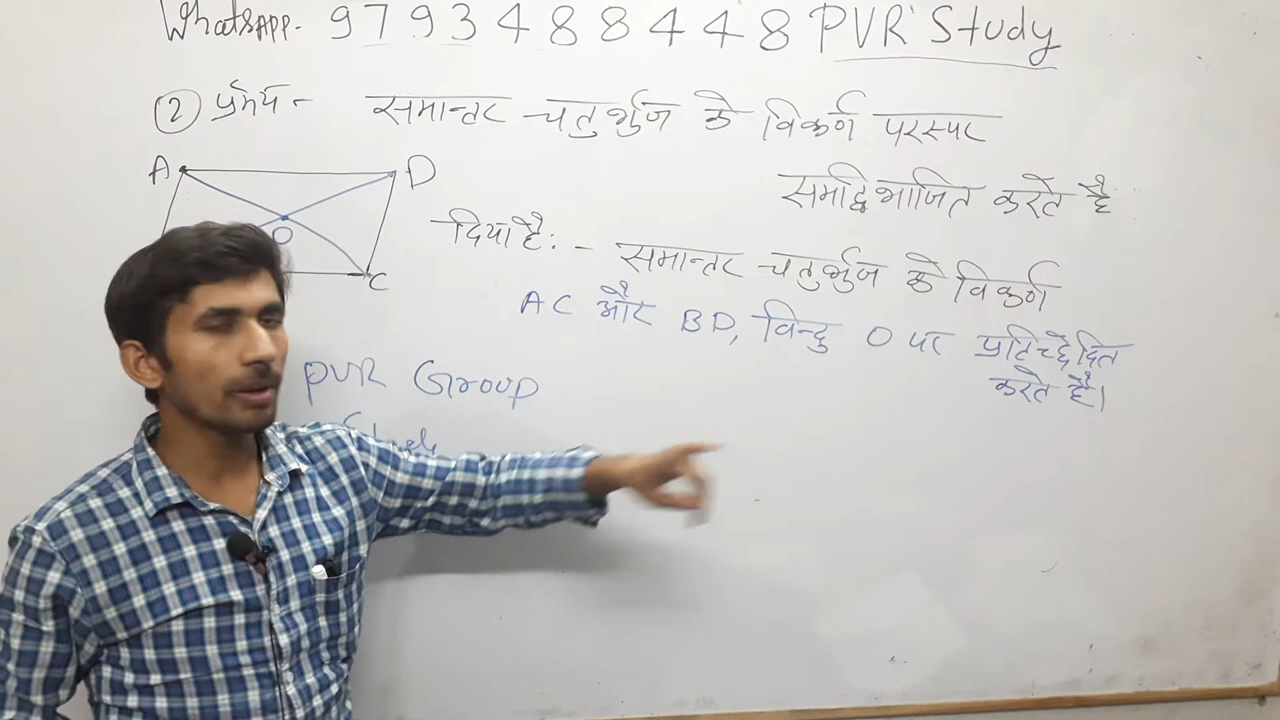 WhatsAPP- 9793488448 PVR Study
② प्रमेय - समान्तर चतुर्भुज के विकर्ण परस्पर
समद्विभाजित करते है
A
D
O
C
दिया है:- समान्तर चतुर्भुज के विकर्ण
AC और BD, विन्दु O पर प्रतिच्छेदित
करते है।
PVR Group